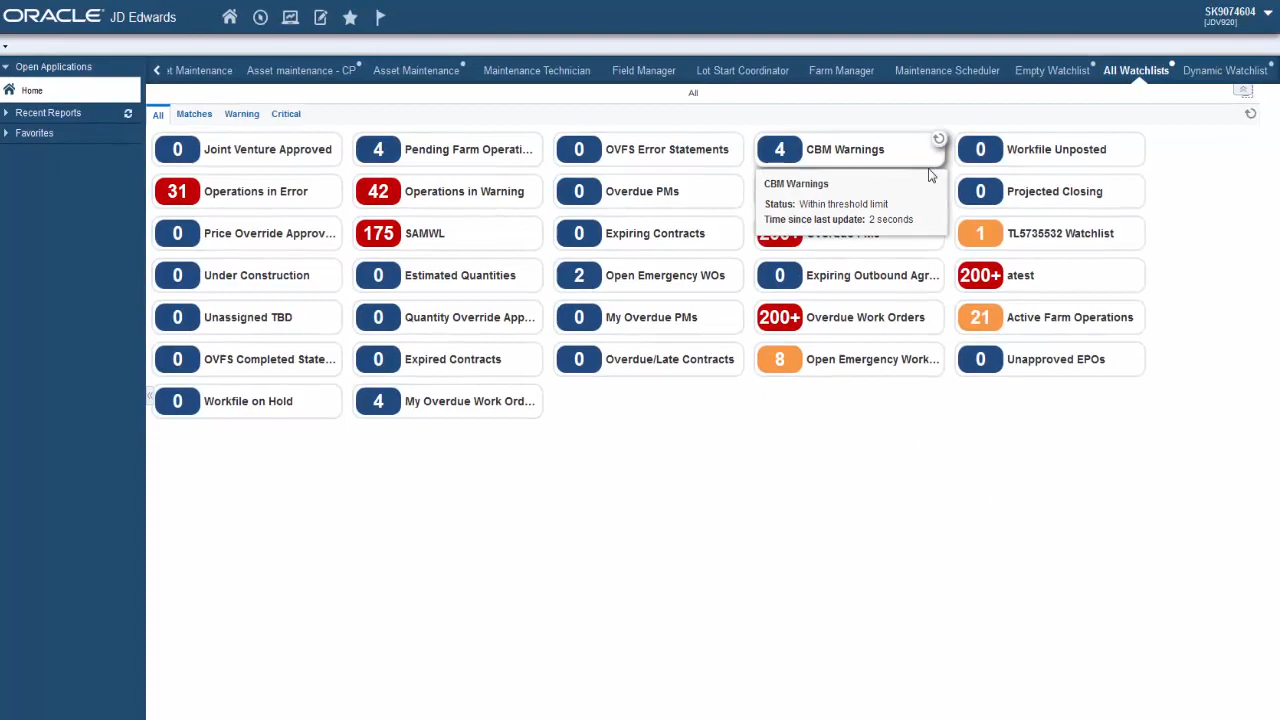 ORACLE JD Edwards
SK9074604
[JDV920]
Open Applications
Home
Recent Reports
Favorites
et Maintenance Asset maintenance - CP Asset Maintenance Maintenance Technician Field Manager Lot Start Coordinator Farm Manager Maintenance Scheduler Empty Watchlist All Watchlists Dynamic Watchlist
All
All Matches Warning Critical
0 Joint Venture Approved 4 Pending Farm Operati... 0 OVFS Error Statements 4 CBM Warnings 0 Workfile Unposted
31 Operations in Error 42 Operations in Warning 0 Overdue PMs 0 Projected Closing
CBM Warnings
Status: Within threshold limit
Time since last update: 2 seconds
0 Price Override Approv... 175 SAMWL 0 Expiring Contracts 1 TL5735532 Watchlist
0 Under Construction 0 Estimated Quantities 2 Open Emergency WOs 0 Expiring Outbound Agr... 200+ atest
0 Unassigned TBD 0 Quantity Override App... 0 My Overdue PMs 200+ Overdue Work Orders 21 Active Farm Operations
0 OVFS Completed State... 0 Expired Contracts 0 Overdue/Late Contracts 8 Open Emergency Work... 0 Unapproved EPOs
0 Workfile on Hold 4 My Overdue Work Ord...